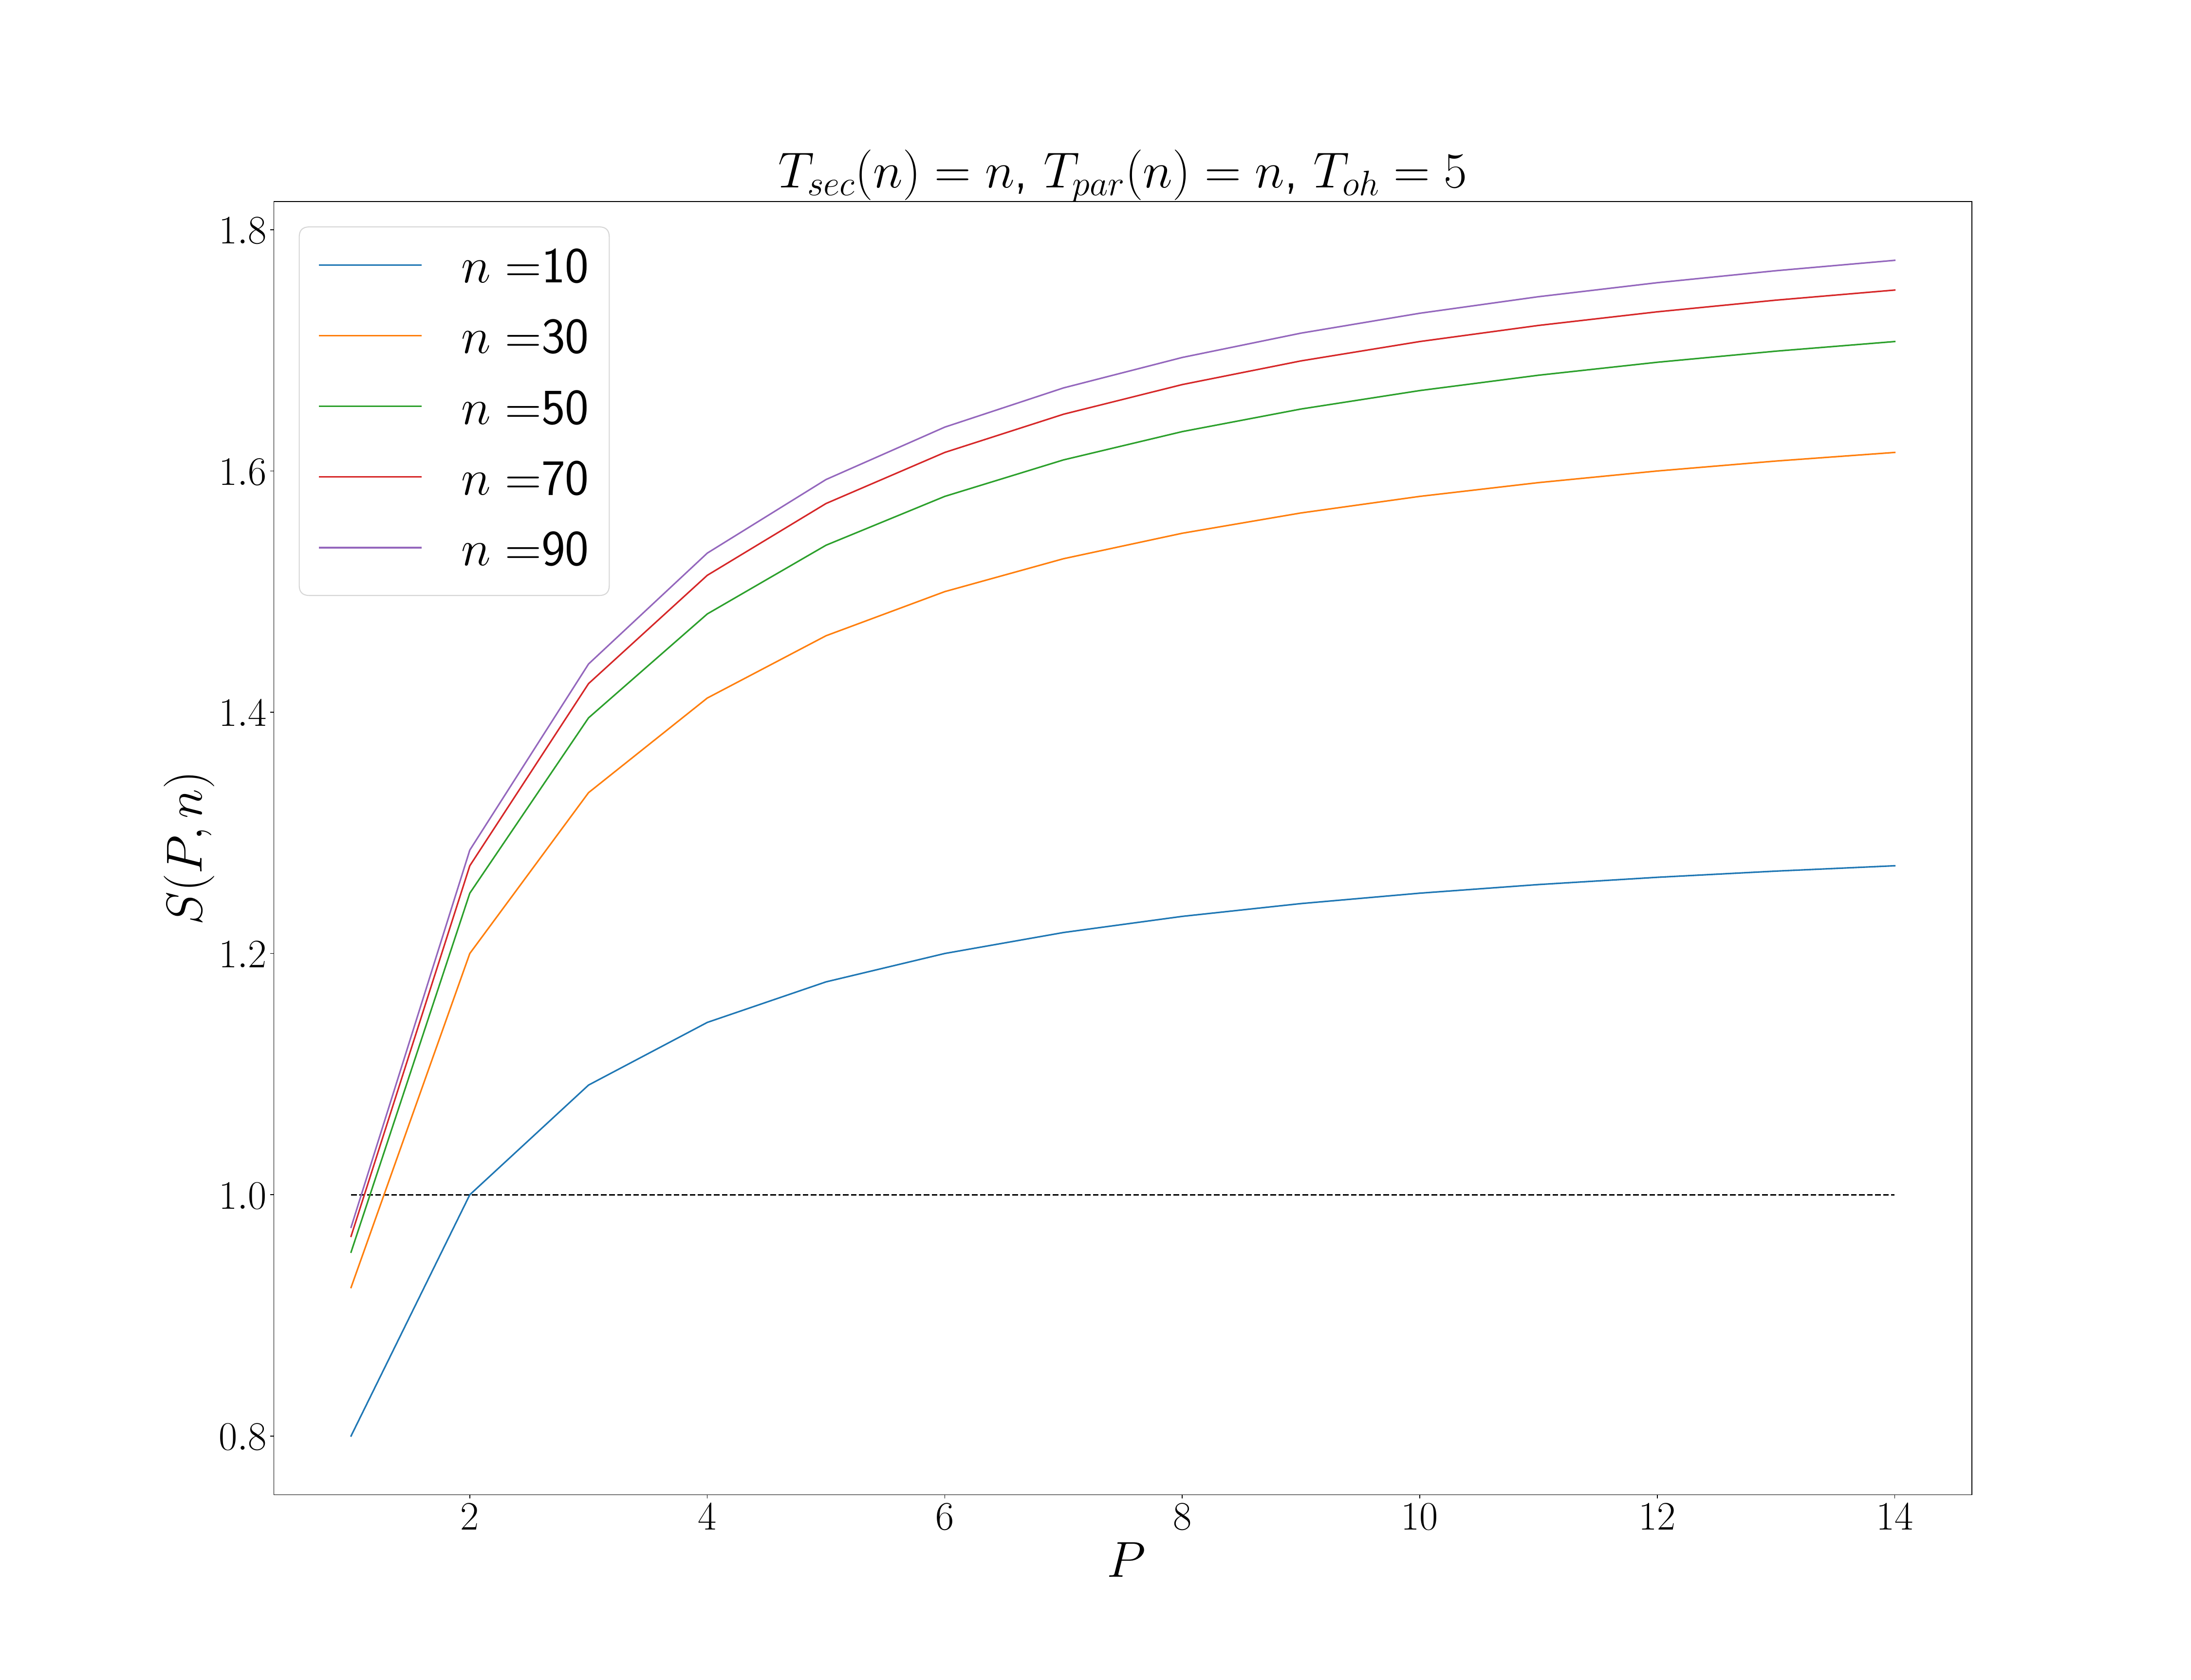 T_{sec}(n) = n, T_{par}(n) = n, T_{oh} = 5
1.8
1.6
1.4
1.2
1.0
0.8
S(P, n)
n =10
n =30
n =50
n =70
n =90
2 4 6 8 10 12 14
P